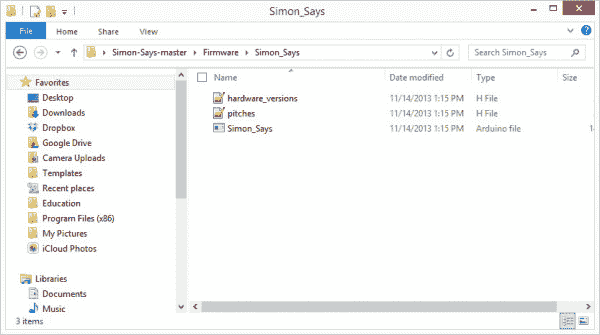 Simon_Says
File Home Share View
Simon-Says-master Firmware Simon_Says Search Simon_Says
Name Date modified Type Size
Favorites
Desktop
Downloads
Dropbox
Google Drive
Camera Uploads
Templates
Recent places
Education
Program Files (x86)
My Pictures
iCloud Photos
Libraries
Documents
Music
hardware_versions 11/14/2013 1:15 PM H File
pitches 11/14/2013 1:15 PM H File
Simon_Says 11/14/2013 1:15 PM Arduino file
3 items